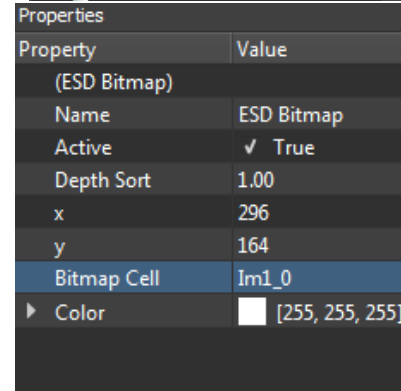 Properties
Property Value
(ESD Bitmap)
Name ESD Bitmap
Active ✓ True
Depth Sort 1.00
x 296
y 164
Bitmap Cell Im1_0
Color [255, 255, 255]